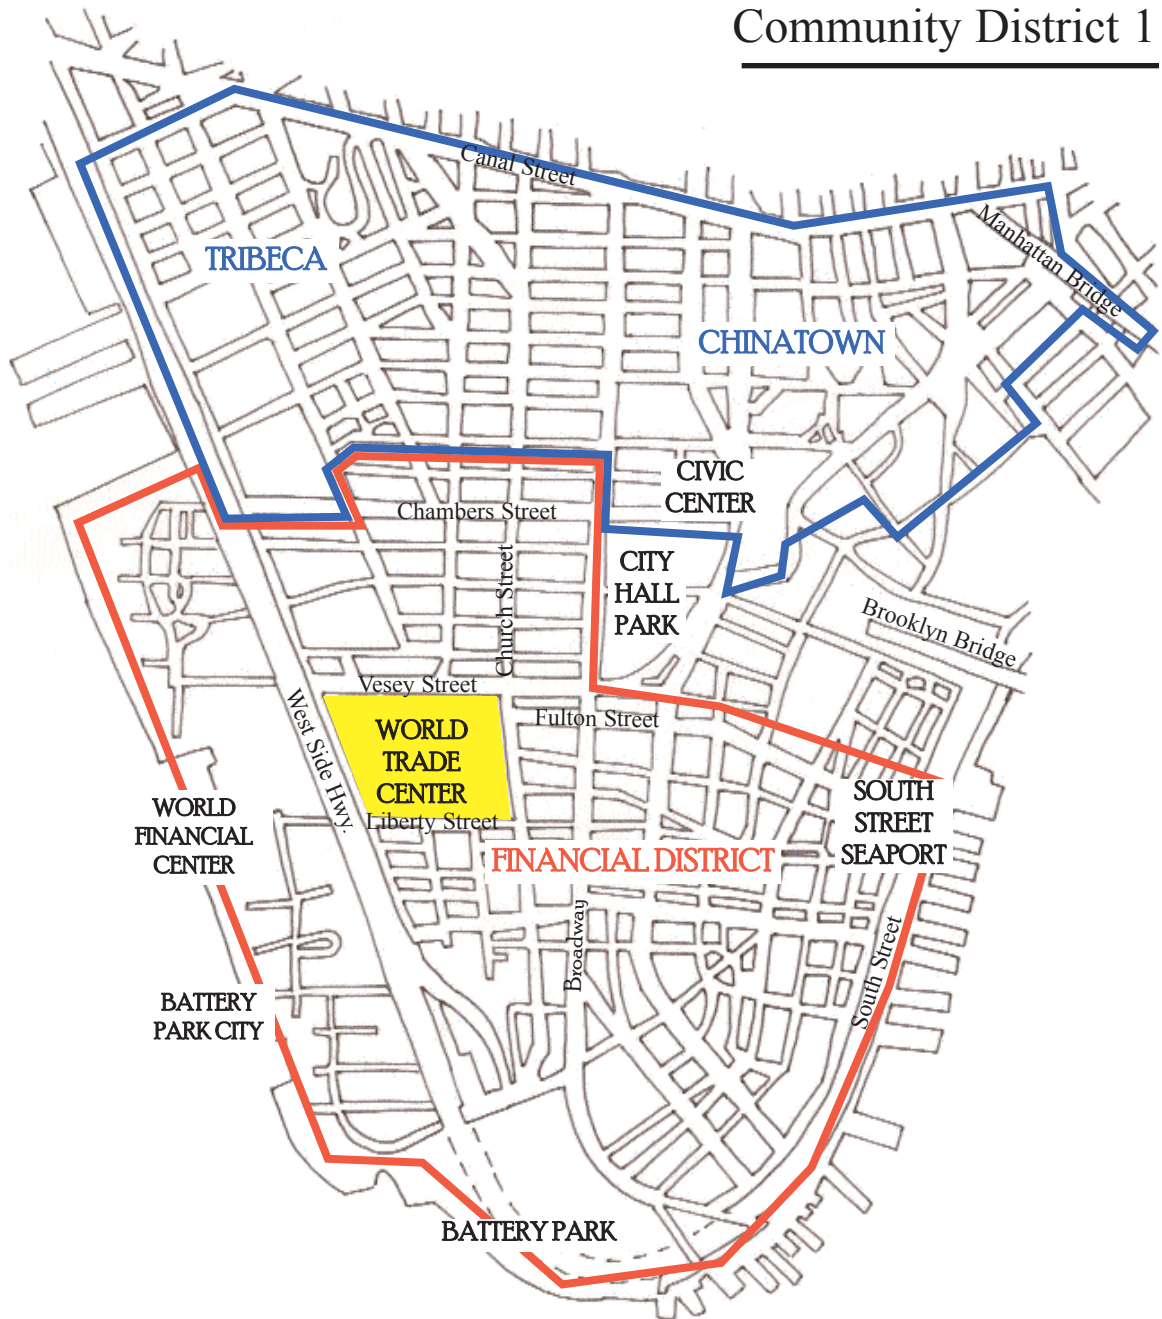 Community District 1
Canal Street
Manhattan Bridge
TRIBECA
CHINATOWN
CIVIC
CENTER
Chambers Street
Church Street
CITY
HALL
PARK
Brooklyn Bridge
Vesey Street
West Side Hwy.
Fulton Street
WORLD
TRADE
CENTER
Liberty Street
WORLD
FINANCIAL
CENTER
SOUTH
STREET
SEAPORT
FINANCIAL DISTRICT
Broadway
South Street
BATTERY
PARK CITY
BATTERY PARK